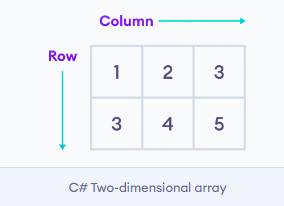 Column
Row
1 2 3
3 4 5
C# Two-dimensional array